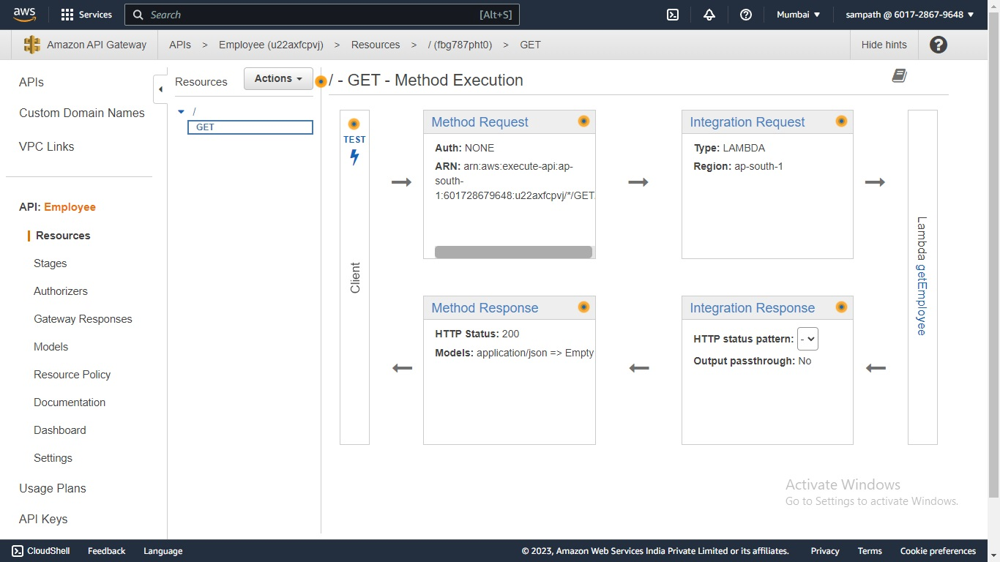 aws
Services
Search
[Alt+S]
Mumbai
sampath @ 6017-2867-9648
Amazon API Gateway
APIs > Employee (u22axfcpvj) > Resources > / (fbg787pht0) > GET
Hide hints
APIs
Custom Domain Names
VPC Links
API: Employee
Resources
Stages
Authorizers
Gateway Responses
Models
Resource Policy
Documentation
Dashboard
Settings
Usage Plans
API Keys
Resources
Actions
/
GET
/ - GET - Method Execution
TEST
Client
Method Request
Auth: NONE
ARN: arn:aws:execute-api:ap-
south-
1:601728679648:u22axfcpvj/*/GET
Integration Request
Type: LAMBDA
Region: ap-south-1
Lambda getEmployee
Method Response
HTTP Status: 200
Models: application/json => Empty
Integration Response
HTTP status pattern: -
Output passthrough: No
Activate Windows
Go to Settings to activate Windows.
CloudShell
Feedback
Language
© 2023, Amazon Web Services India Private Limited or its affiliates.
Privacy
Terms
Cookie preferences